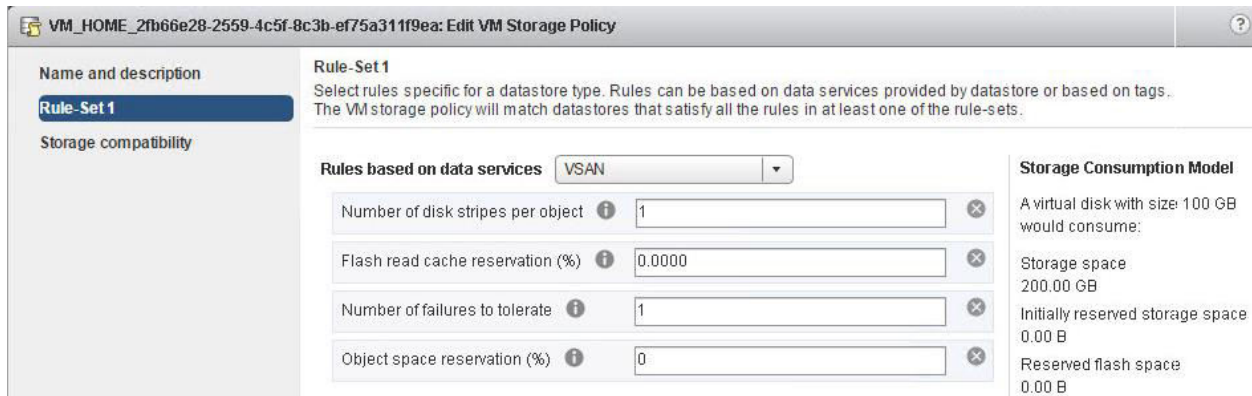 VM_HOME_2fb66e28-2559-4c5f-8c3b-ef75a311f9ea: Edit VM Storage Policy
?
Name and description
Rule-Set 1
Storage compatibility
Rule-Set 1
Select rules specific for a datastore type. Rules can be based on data services provided by datastore or based on tags.
The VM storage policy will match datastores that satisfy all the rules in at least one of the rule-sets.
Rules based on data services VSAN
Number of disk stripes per object 1
Flash read cache reservation (%) 0.0000
Number of failures to tolerate 1
Object space reservation (%) 0
Storage Consumption Model
A virtual disk with size 100 GB
would consume:
Storage space
200.00 GB
Initially reserved storage space
0.00 B
Reserved flash space
0.00 B